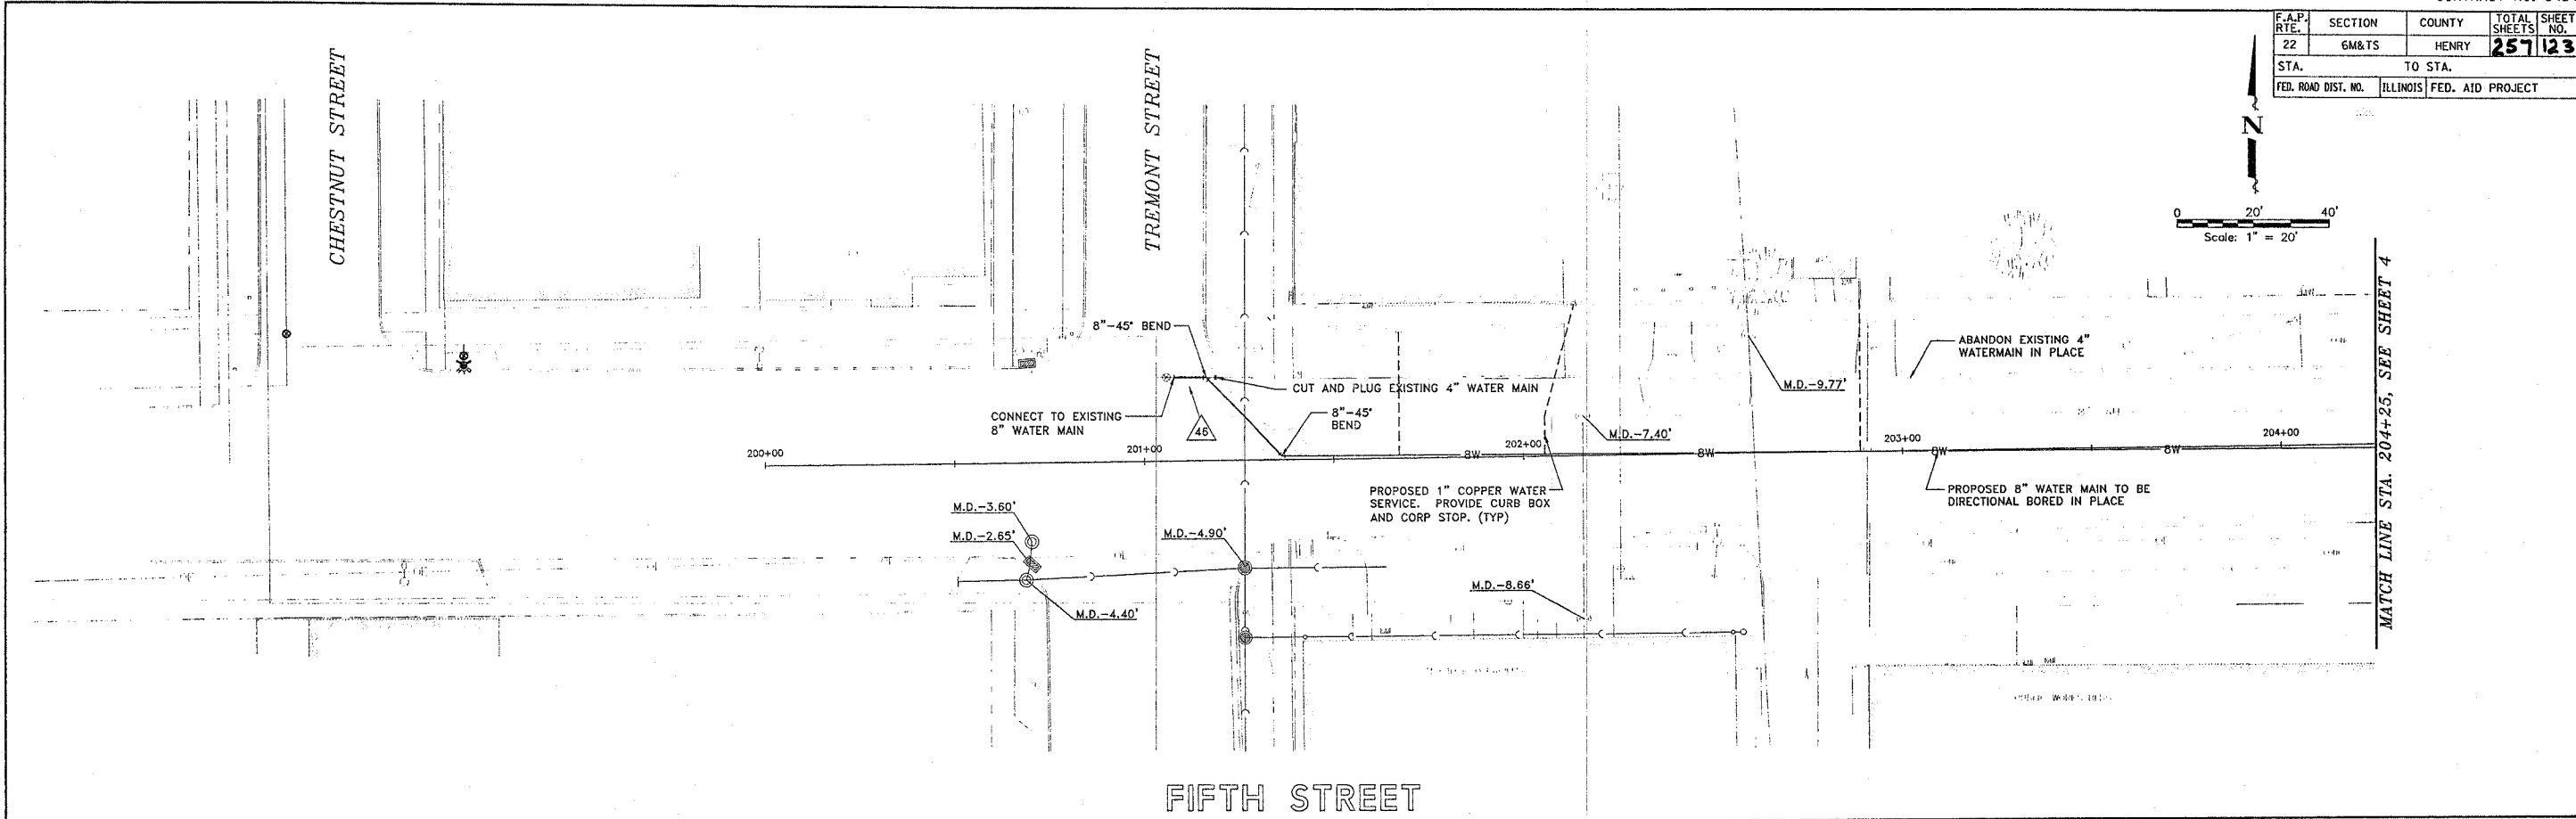 F.A.P. RTE. SECTION COUNTY TOTAL SHEETS SHEET NO.
22 6M&TS HENRY 257 123
STA. TO STA.
FED. ROAD DIST. NO. ILLINOIS FED. AID PROJECT
CHESTNUT STREET
TREMONT STREET
N
0 20' 40'
Scale: 1" = 20'
8"-45° BEND
CUT AND PLUG EXISTING 4" WATER MAIN
CONNECT TO EXISTING
8" WATER MAIN
46
8"-45°
BEND
ABANDON EXISTING 4"
WATERMAIN IN PLACE
M.D.-9.77'
M.D.-7.40'
200+00
201+00
202+00
203+00
204+00
8W
8W
8W
8W
PROPOSED 1" COPPER WATER
SERVICE. PROVIDE CURB BOX
AND CORP STOP. (TYP)
PROPOSED 8" WATER MAIN TO BE
DIRECTIONAL BORED IN PLACE
M.D.-3.60'
M.D.-2.65'
M.D.-4.90'
M.D.-4.40'
M.D.-8.66'
MATCH LINE STA. 204+25, SEE SHEET 4
FIFTH STREET